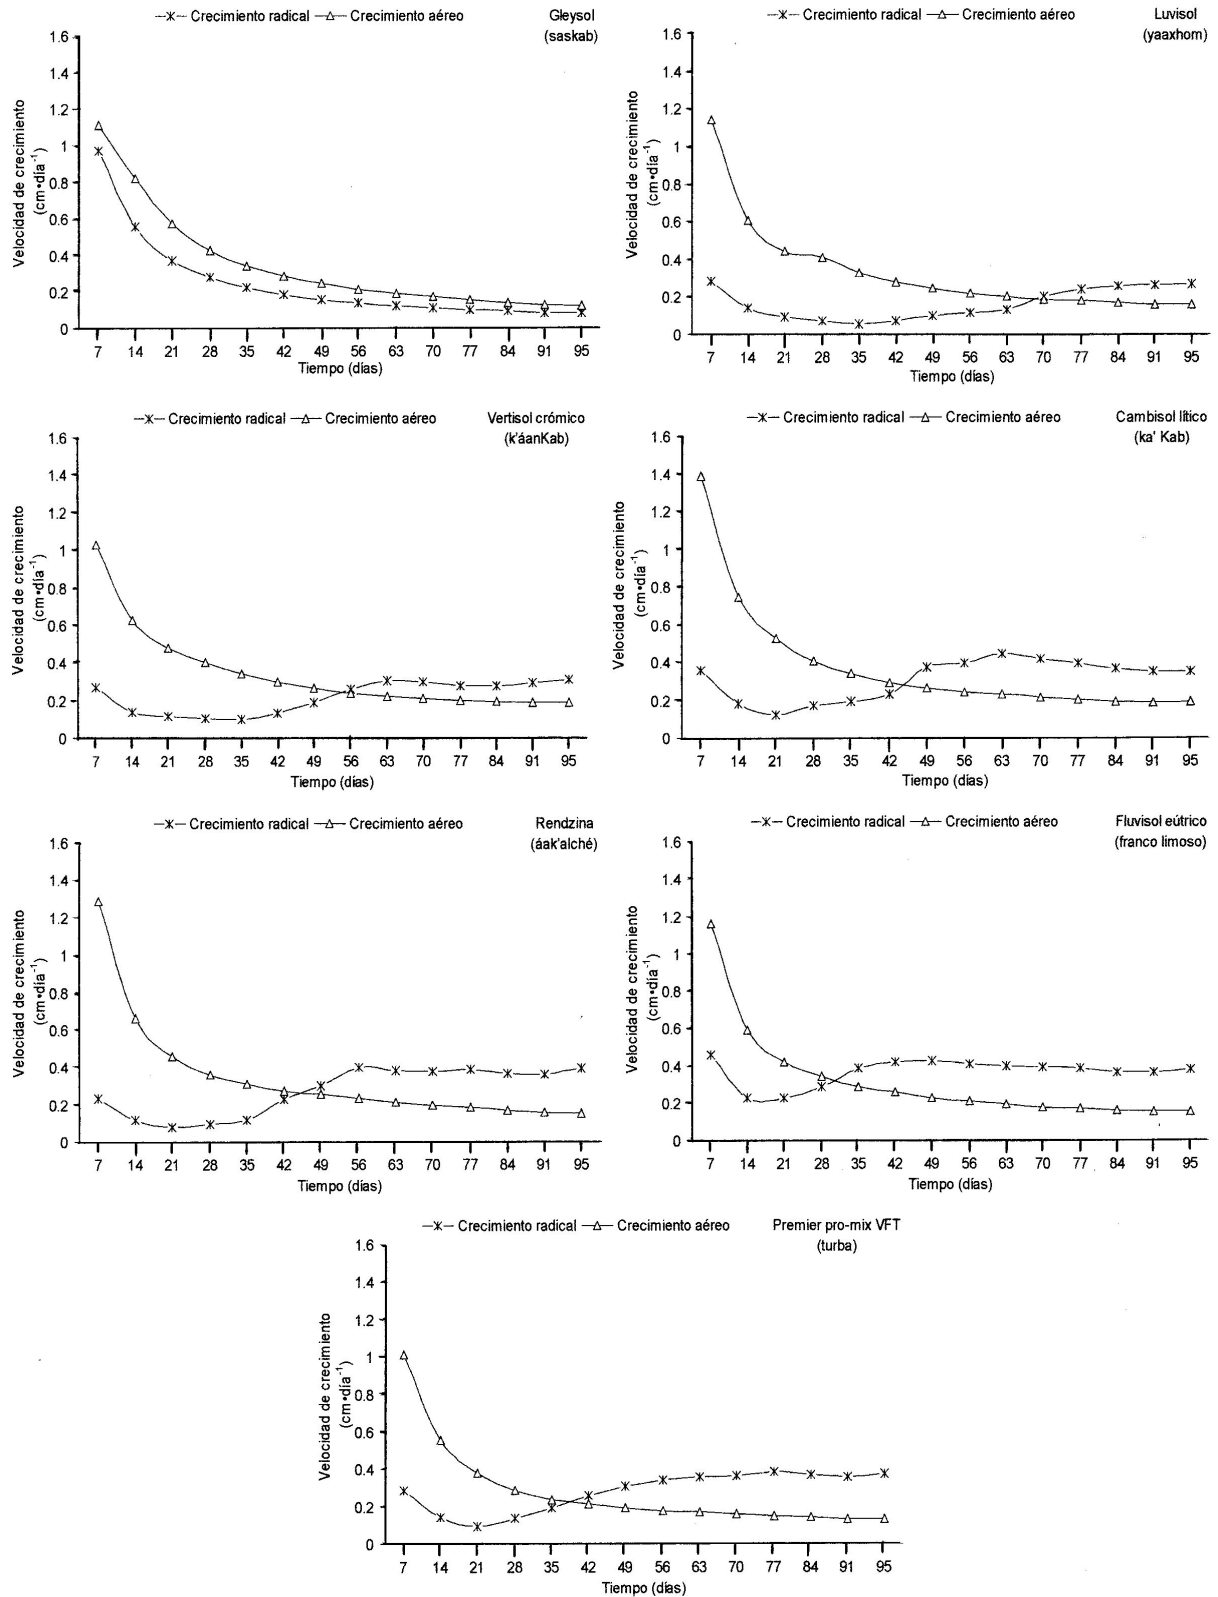 Crecimiento radical Crecimiento aéreo
Gleysol
(saskab)
Velocidad de crecimiento
(cm•día-1)
1.6
1.4
1.2
1
0.8
0.6
0.4
0.2
0
7 14 21 28 35 42 49 56 63 70 77 84 91 95
Tiempo (días)
Crecimiento radical Crecimiento aéreo
Luvisol
(yaaxhom)
Velocidad de crecimiento
(cm•día-1)
1.6
1.4
1.2
1
0.8
0.6
0.4
0.2
0
7 14 21 28 35 42 49 56 63 70 77 84 91 95
Tiempo (días)
Crecimiento radical Crecimiento aéreo
Vertisol crómico
(k'áanKab)
Velocidad de crecimiento
(cm•día-1)
1.6
1.4
1.2
1
0.8
0.6
0.4
0.2
0
7 14 21 28 35 42 49 56 63 70 77 84 91 95
Tiempo (días)
Crecimiento radical Crecimiento aéreo
Cambisol lítico
(ka' Kab)
Velocidad de crecimiento
(cm•día-1)
1.6
1.4
1.2
1
0.8
0.6
0.4
0.2
0
7 14 21 28 35 42 49 56 63 70 77 84 91 95
Tiempo (días)
Crecimiento radical Crecimiento aéreo
Rendzina
(áak'alché)
Velocidad de crecimiento
(cm•día-1)
1.6
1.4
1.2
1
0.8
0.6
0.4
0.2
0
7 14 21 28 35 42 49 56 63 70 77 84 91 95
Tiempo (días)
Crecimiento radical Crecimiento aéreo
Fluvisol eútrico
(franco limoso)
Velocidad de crecimiento
(cm•día-1)
1.6
1.4
1.2
1
0.8
0.6
0.4
0.2
0
7 14 21 28 35 42 49 56 63 70 77 84 91 95
Tiempo (días)
Crecimiento radical Crecimiento aéreo
Premier pro-mix VFT
(turba)
Velocidad de crecimiento
(cm•día-1)
1.6
1.4
1.2
1
0.8
0.6
0.4
0.2
0
7 14 21 28 35 42 49 56 63 70 77 84 91 95
Tiempo (días)